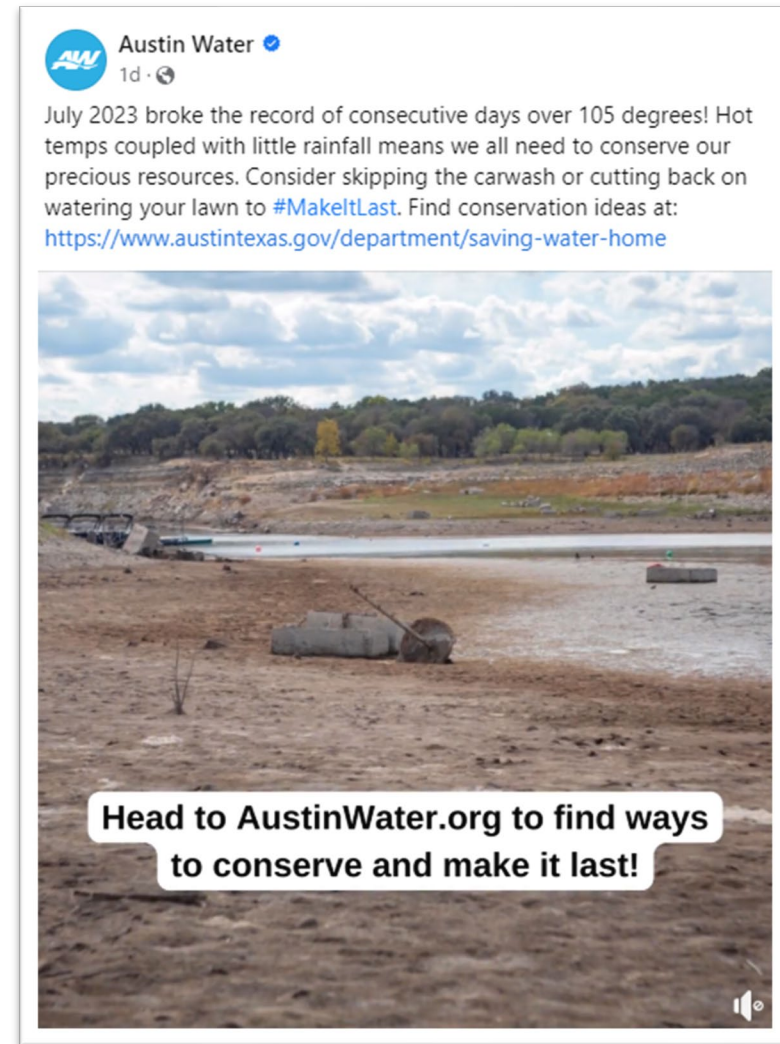 AW
Austin Water
1d ·
July 2023 broke the record of consecutive days over 105 degrees! Hot
temps coupled with little rainfall means we all need to conserve our
precious resources. Consider skipping the carwash or cutting back on
watering your lawn to #MakeItLast. Find conservation ideas at:
https://www.austintexas.gov/department/saving-water-home
Head to AustinWater.org to find ways
to conserve and make it last!